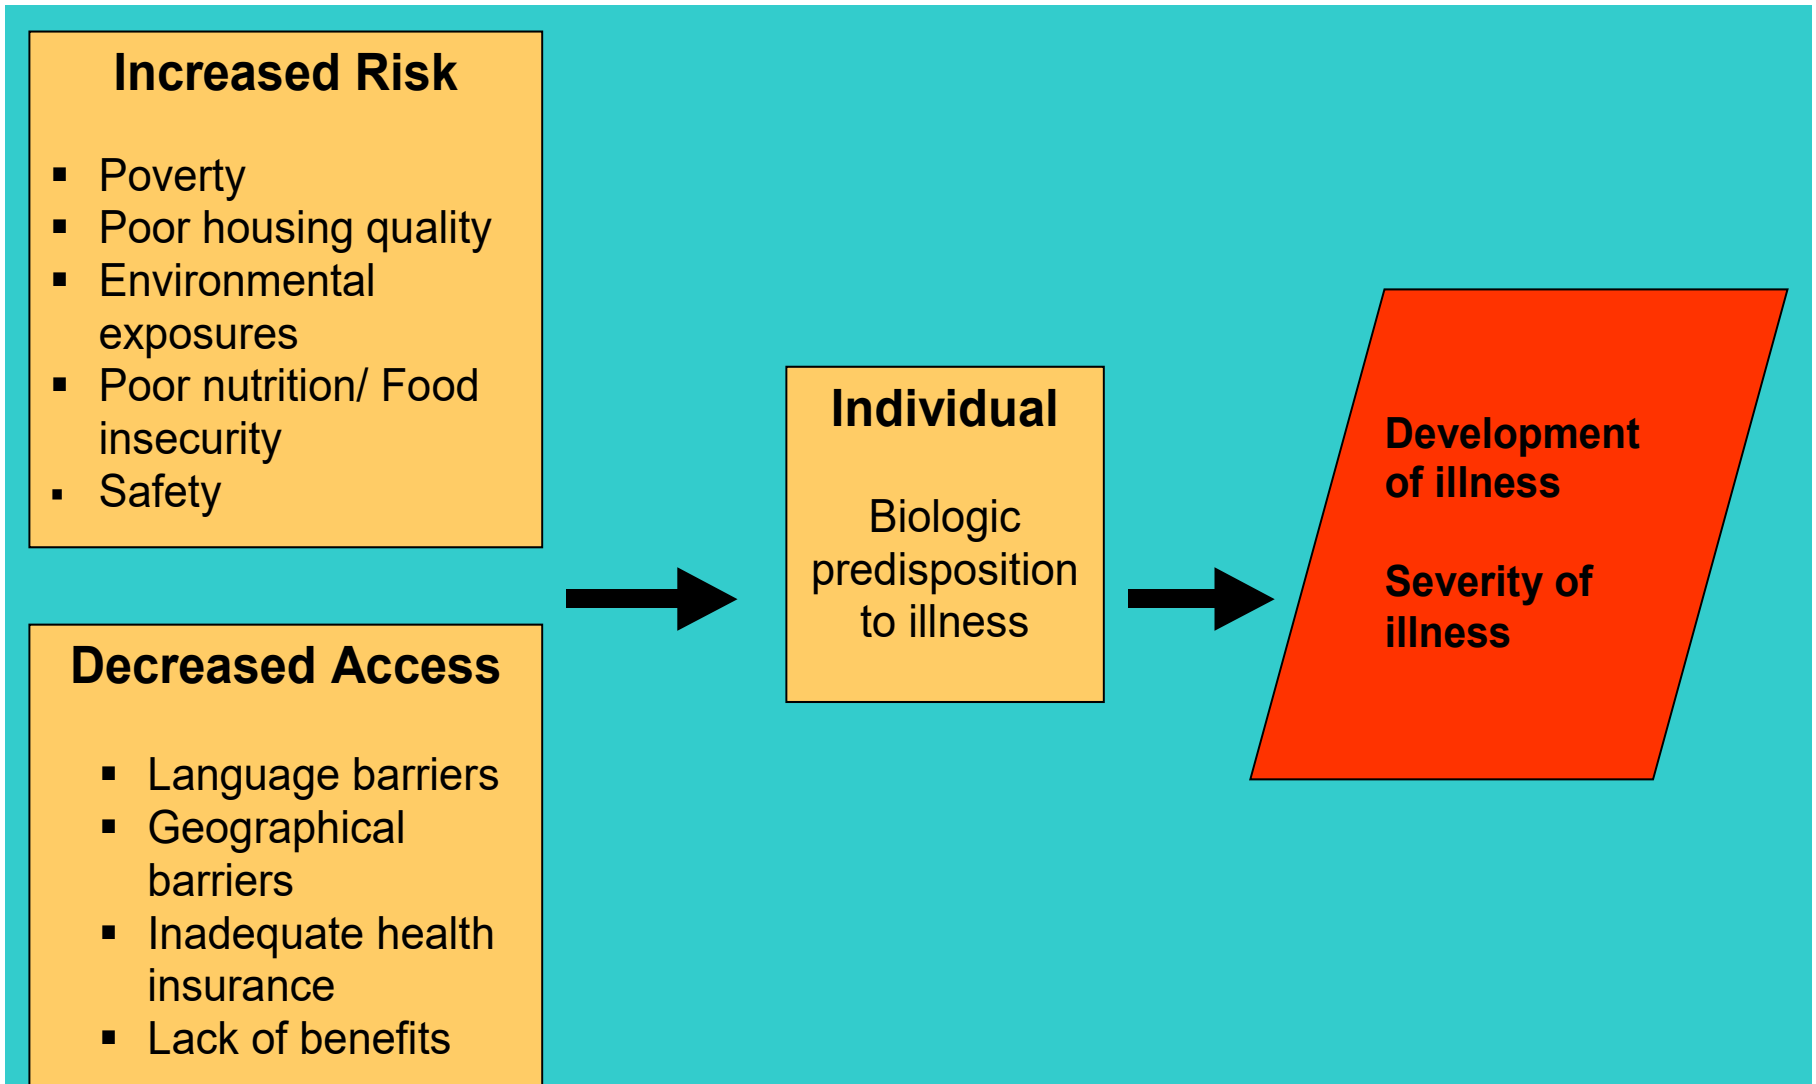 Increased Risk
▪ Poverty
▪ Poor housing quality
▪ Environmental
exposures
▪ Poor nutrition/ Food
insecurity
▪ Safety
Decreased Access
▪ Language barriers
▪ Geographical
barriers
▪ Inadequate health
insurance
▪ Lack of benefits
Individual
Biologic
predisposition
to illness
Development
of illness
Severity of
illness